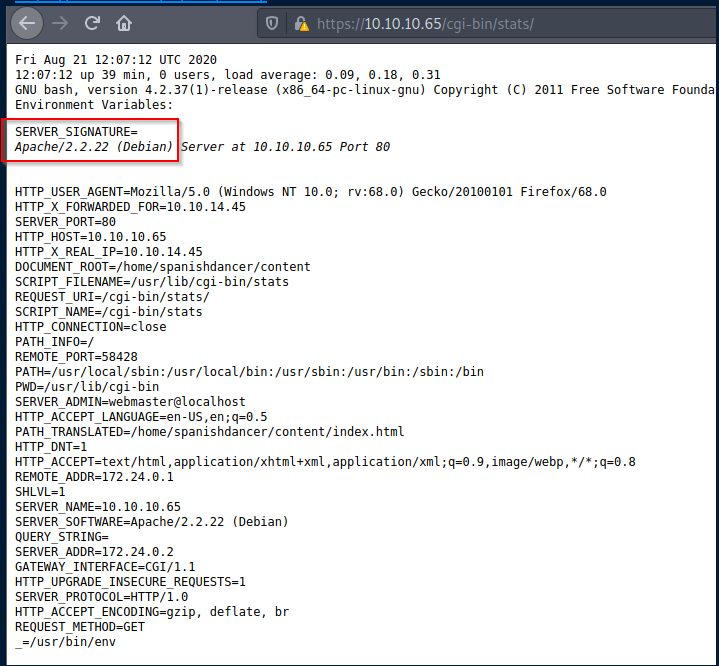 https://10.10.10.65/cgi-bin/stats/
Fri Aug 21 12:07:12 UTC 2020
12:07:12 up 39 min, 0 users, load average: 0.09, 0.18, 0.31
GNU bash, version 4.2.37(1)-release (x86_64-pc-linux-gnu) Copyright (C) 2011 Free Software Founda
Environment Variables:
SERVER_SIGNATURE=
Apache/2.2.22 (Debian) Server at 10.10.10.65 Port 80
HTTP_USER_AGENT=Mozilla/5.0 (Windows NT 10.0; rv:68.0) Gecko/20100101 Firefox/68.0
HTTP_X_FORWARDED_FOR=10.10.14.45
SERVER_PORT=80
HTTP_HOST=10.10.10.65
HTTP_X_REAL_IP=10.10.14.45
DOCUMENT_ROOT=/home/spanishdancer/content
SCRIPT_FILENAME=/usr/lib/cgi-bin/stats
REQUEST_URI=/cgi-bin/stats/
SCRIPT_NAME=/cgi-bin/stats
HTTP_CONNECTION=close
PATH_INFO=/
REMOTE_PORT=58428
PATH=/usr/local/sbin:/usr/local/bin:/usr/sbin:/usr/bin:/sbin:/bin
PWD=/usr/lib/cgi-bin
SERVER_ADMIN=webmaster@localhost
HTTP_ACCEPT_LANGUAGE=en-US,en;q=0.5
PATH_TRANSLATED=/home/spanishdancer/content/index.html
HTTP_DNT=1
HTTP_ACCEPT=text/html,application/xhtml+xml,application/xml;q=0.9,image/webp,*/*;q=0.8
REMOTE_ADDR=172.24.0.1
SHLVL=1
SERVER_NAME=10.10.10.65
SERVER_SOFTWARE=Apache/2.2.22 (Debian)
QUERY_STRING=
SERVER_ADDR=172.24.0.2
GATEWAY_INTERFACE=CGI/1.1
HTTP_UPGRADE_INSECURE_REQUESTS=1
SERVER_PROTOCOL=HTTP/1.0
HTTP_ACCEPT_ENCODING=gzip, deflate, br
REQUEST_METHOD=GET
_=/usr/bin/env